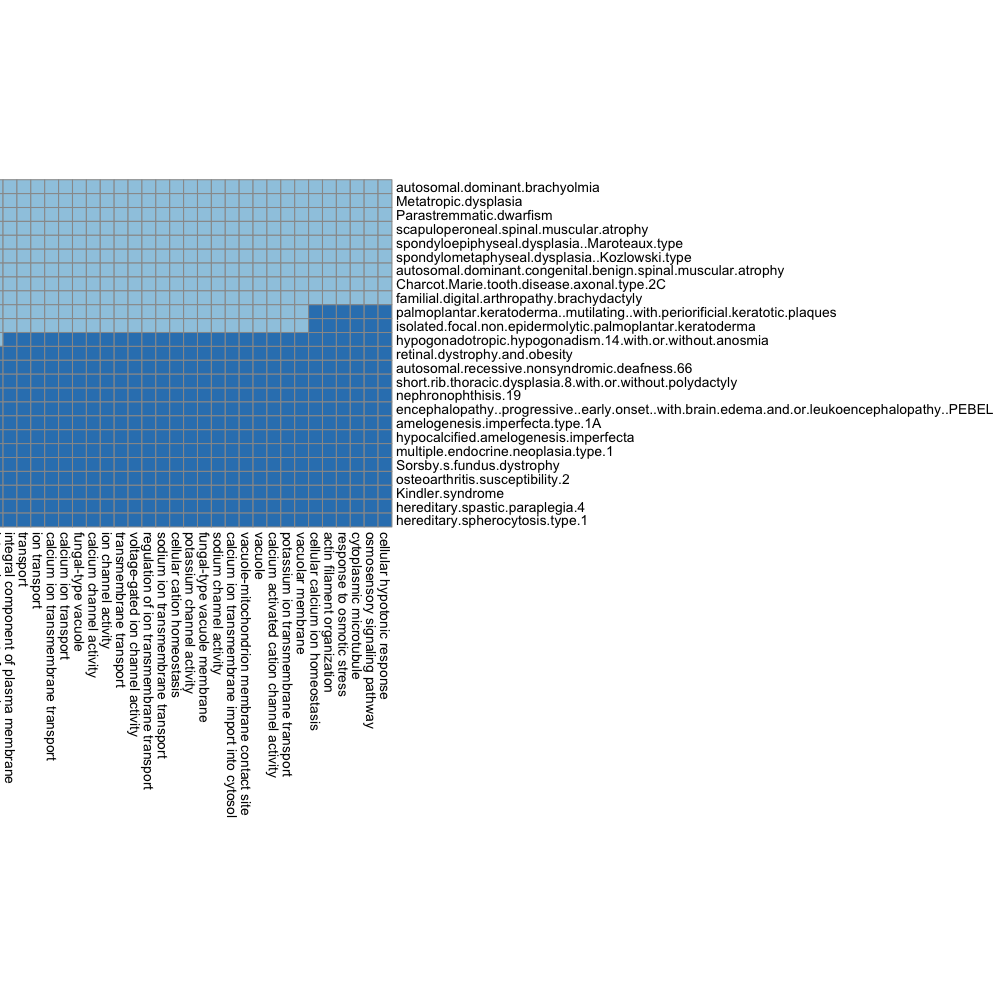 autosomal.dominant.brachyolmia
Metatropic.dysplasia
Parastremmatic.dwarfism
scapuloperoneal.spinal.muscular.atrophy
spondyloepiphyseal.dysplasia..Maroteaux.type
spondylometaphyseal.dysplasia..Kozlowski.type
autosomal.dominant.congenital.benign.spinal.muscular.atrophy
Charcot.Marie.tooth.disease.axonal.type.2C
familial.digital.arthropathy.brachydactyly
palmoplantar.keratoderma..mutilating..with.periorificial.keratotic.plaques
isolated.focal.non.epidermolytic.palmoplantar.keratoderma
hypogonadotropic.hypogonadism.14.with.or.without.anosmia
retinal.dystrophy.and.obesity
autosomal.recessive.nonsyndromic.deafness.66
short.rib.thoracic.dysplasia.8.with.or.without.polydactyly
nephronophthisis.19
encephalopathy..progressive..early.onset..with.brain.edema.and.or.leukoencephalopathy..PEBEL
amelogenesis.imperfecta.type.1A
hypocalcified.amelogenesis.imperfecta
multiple.endocrine.neoplasia.type.1
Sorsby.s.fundus.dystrophy
osteoarthritis.susceptibility.2
Kindler.syndrome
hereditary.spastic.paraplegia.4
hereditary.spherocytosis.type.1
integral component of plasma membrane
transport
ion transport
calcium ion transmembrane transport
calcium ion transport
fungal-type vacuole
calcium channel activity
ion channel activity
transmembrane transport
voltage-gated ion channel activity
regulation of ion transmembrane transport
sodium ion transmembrane transport
cellular cation homeostasis
potassium channel activity
fungal-type vacuole membrane
sodium channel activity
calcium ion transmembrane import into cytosol
vacuole-mitochondrion membrane contact site
vacuole
calcium activated cation channel activity
potassium ion transmembrane transport
vacuolar membrane
cellular calcium ion homeostasis
actin filament organization
response to osmotic stress
cytoplasmic microtubule
osmosensory signaling pathway
cellular hypotonic response